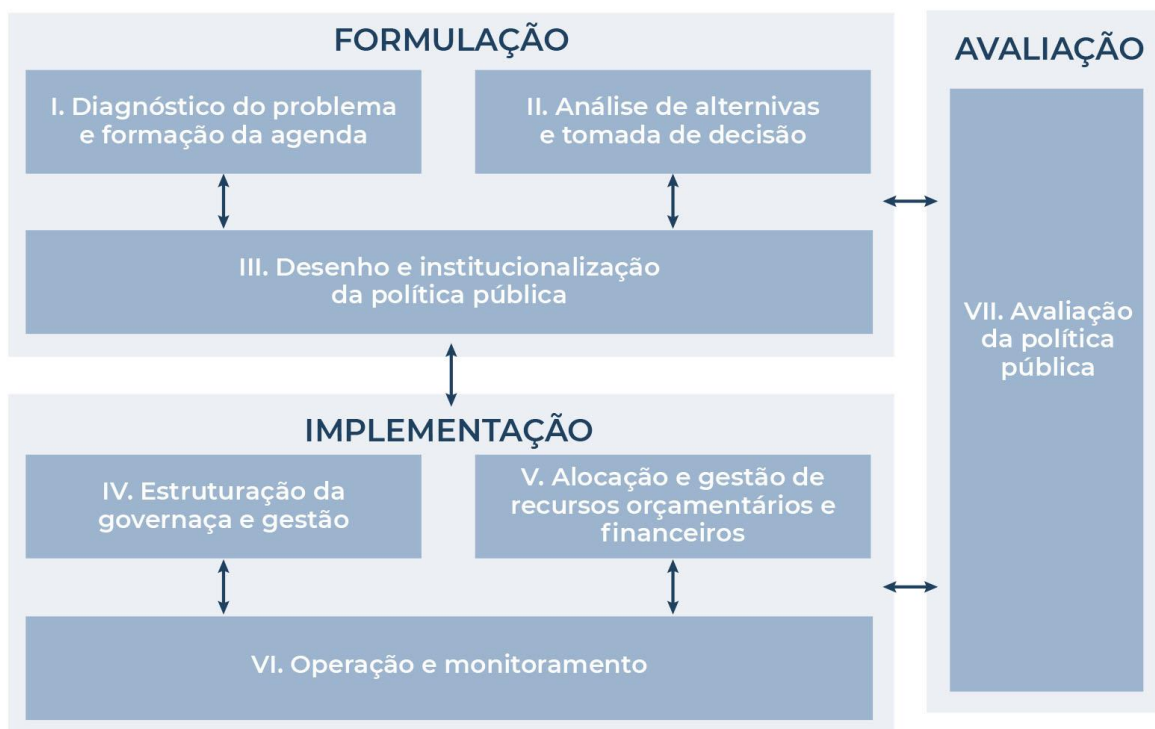 FORMULAÇÃO
I. Diagnóstico do problema
e formação da agenda
II. Análise de alternivas
e tomada de decisão
III. Desenho e institucionalização
da política pública
IMPLEMENTAÇÃO
IV. Estruturação da
governaça e gestão
V. Alocação e gestão de
recursos orçamentários e
financeiros
VI. Operação e monitoramento
AVALIAÇÃO
VII. Avaliação
da política
pública